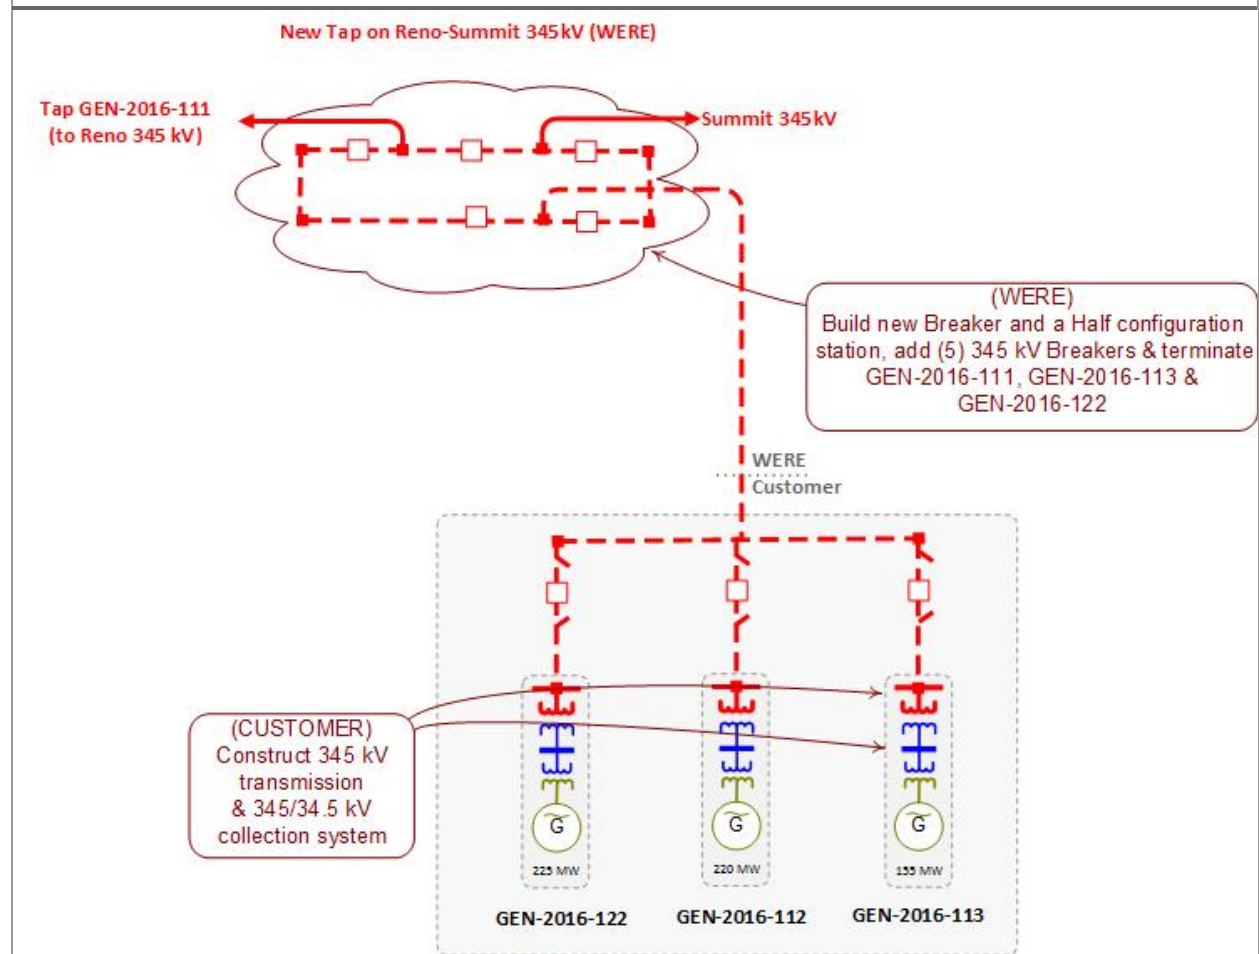 New Tap on Reno-Summit 345kV (WERE)
Tap GEN-2016-111
(to Reno 345 kV)
Summit 345kV
(WERE)
Build new Breaker and a Half configuration
station, add (5) 345 kV Breakers & terminate
GEN-2016-111, GEN-2016-113 &
GEN-2016-122
WERE
Customer
(CUSTOMER)
Construct 345 kV
transmission
& 345/34.5 kV
collection system
G
G
G
225 MW
220 MW
155 MW
GEN-2016-122
GEN-2016-112
GEN-2016-113